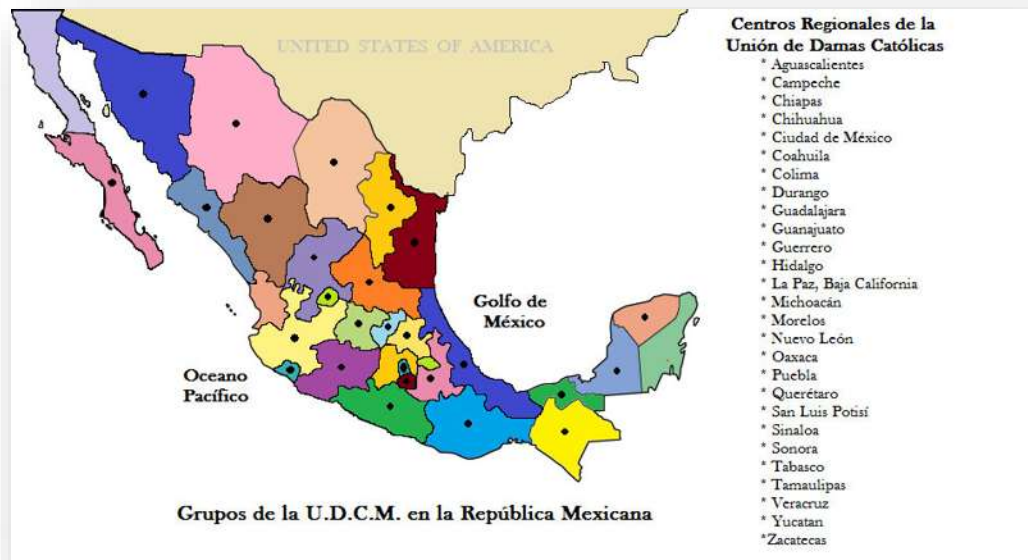 UNITED STATES OF AMERICA
Golfo de
México
Oceano
Pacífico
Grupos de la U.D.C.M. en la República Mexicana
Centros Regionales de la
Unión de Damas Católicas
* Aguascalientes
* Campeche
* Chiapas
* Chihuahua
* Ciudad de México
* Coahuila
* Colima
* Durango
* Guadalajara
* Guanajuato
* Guerrero
* Hidalgo
* La Paz, Baja California
* Michoacán
* Morelos
* Nuevo León
* Oaxaca
* Puebla
* Querétaro
* San Luis Potisí
* Sinaloa
* Sonora
* Tabasco
* Tamaulipas
* Veracruz
* Yucatan
*Zacatecas